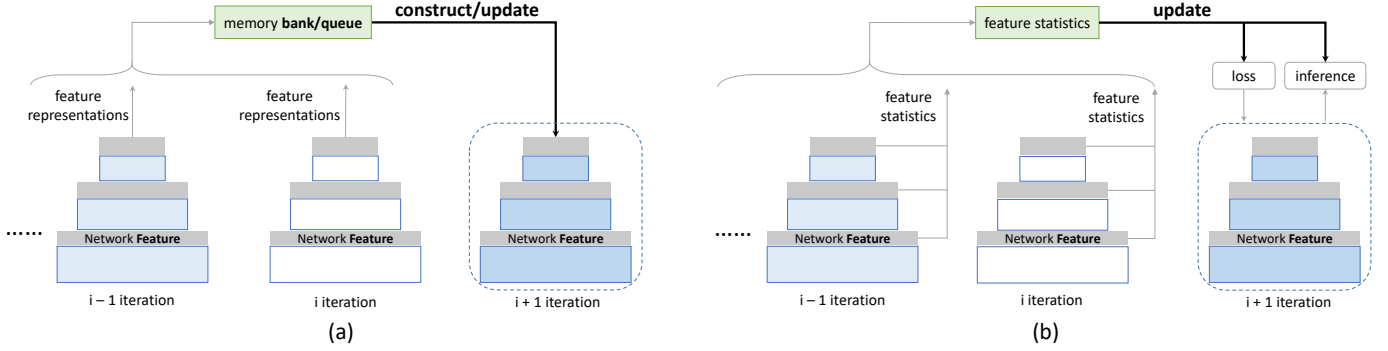 memory bank/queue
construct/update
feature
representations
feature
representations
......
Network Feature
Network Feature
Network Feature
i – 1 iteration
i iteration
i + 1 iteration
(a)
feature statistics
update
loss
inference
feature
statistics
feature
statistics
......
Network Feature
Network Feature
Network Feature
i – 1 iteration
i iteration
i + 1 iteration
(b)